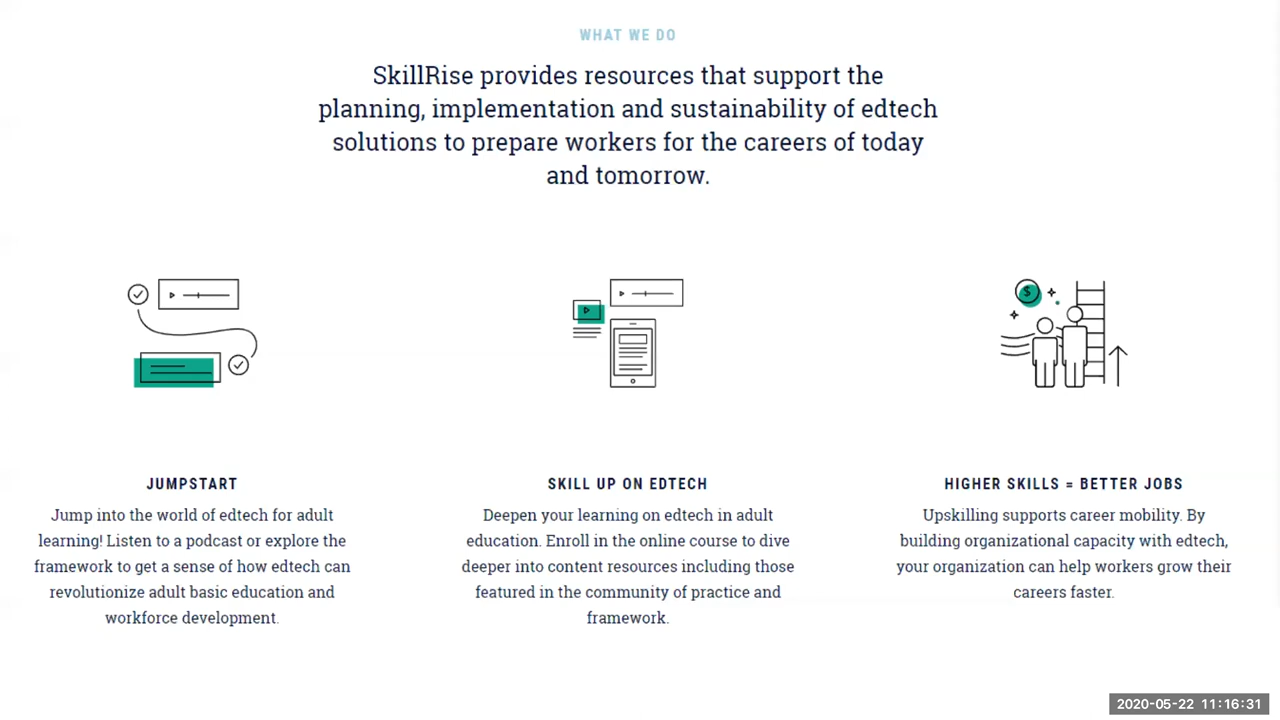 WHAT WE DO
SkillRise provides resources that support the
planning, implementation and sustainability of edtech
solutions to prepare workers for the careers of today
and tomorrow.
$
JUMPSTART
Jump into the world of edtech for adult
learning! Listen to a podcast or explore the
framework to get a sense of how edtech can
revolutionize adult basic education and
workforce development.
SKILL UP ON EDTECH
Deepen your learning on edtech in adult
education. Enroll in the online course to dive
deeper into content resources including those
featured in the community of practice and
framework.
HIGHER SKILLS = BETTER JOBS
Upskilling supports career mobility. By
building organizational capacity with edtech,
your organization can help workers grow their
careers faster.
2020-05-22 11:16:31